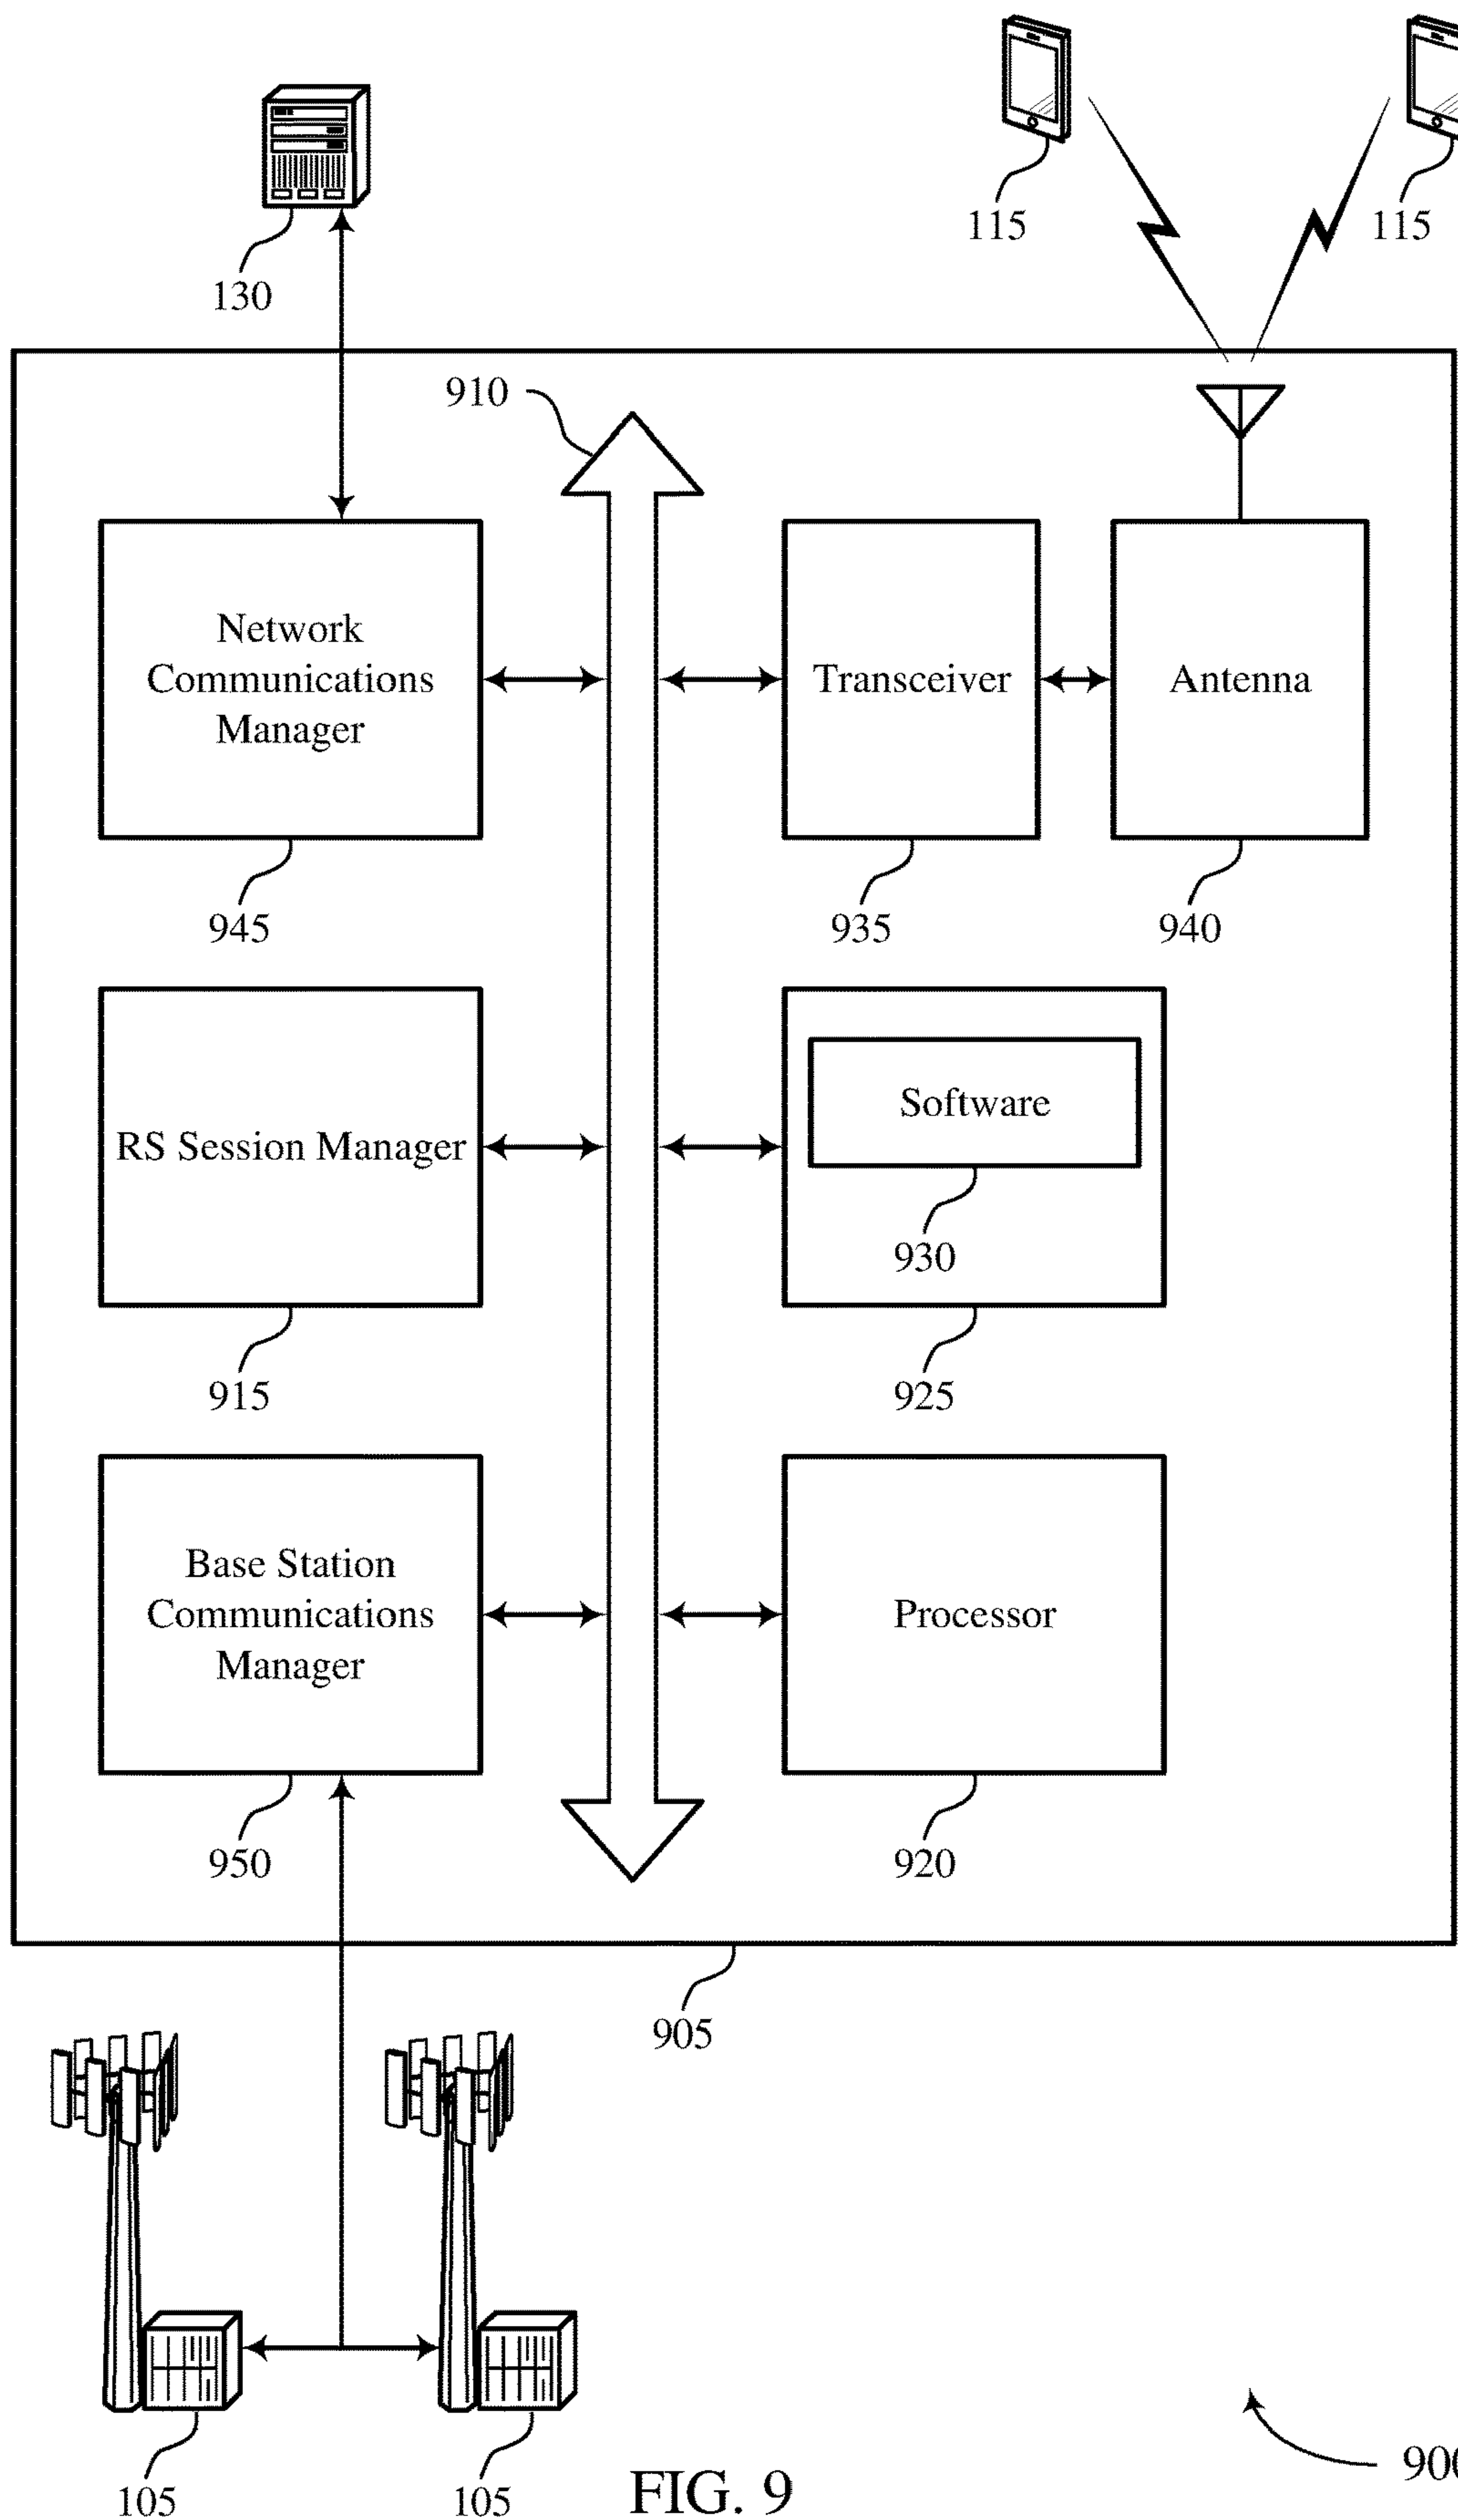 115
115
130
910
Network
Communications
Manager
Transceiver
Antenna
945
935
940
RS Session Manager
Software
930
915
925
Base Station
Communications
Manager
Processor
950
920
905
105
105
FIG. 9
900